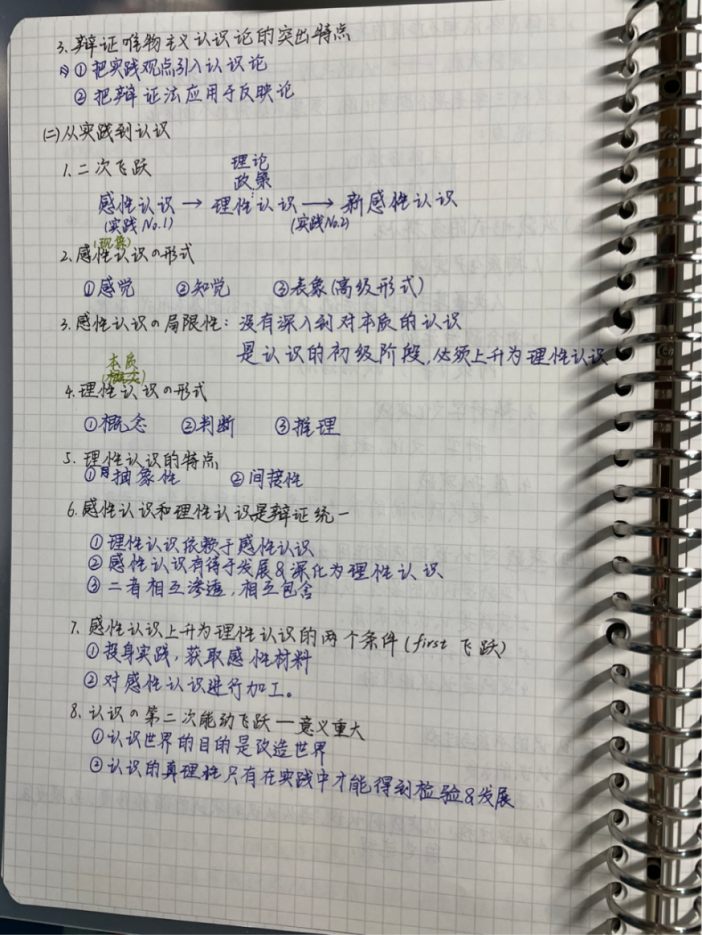 3. 辩证唯物主义认识论的突出特点
① 把实践观点引入认识论
② 把辩证法应用于反映论
(二) 从实践到认识
1. 二次飞跃
理论
政策
感性认识 → 理性认识 → 新感性认识
(实践No.1) (实践No.2)
(现象)
2. 感性认识の形式
①感觉 ②知觉 ③表象(高级形式)
3. 感性认识の局限性: 没有深入到对本质的认识
是认识的初级阶段, 必须上升为理性认识
本质
(概念)
4. 理性认识の形式
①概念 ②判断 ③推理
5. 理性认识的特点
① 抽象性 ② 间接性
6. 感性认识和理性认识是辩证统一
① 理性认识依赖于感性认识
② 感性认识有待于发展&深化为理性认识
③ 二者相互渗透, 相互包含
7. 感性认识上升为理性认识的两个条件 (first 飞跃)
① 投身实践, 获取感性材料
② 对感性认识进行加工。
8. 认识の第二次能动飞跃 — 意义重大
① 认识世界的目的是改造世界
② 认识的真理性只有在实践中才能得到检验&发展